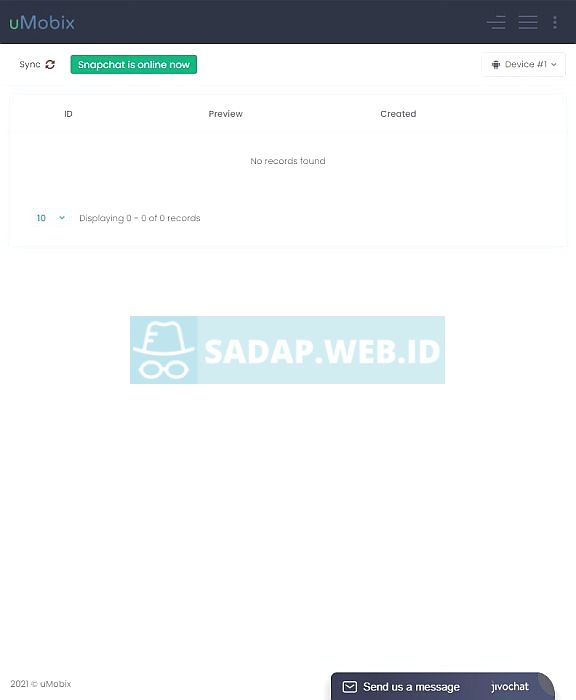 uMobix
Sync Snapchat is online now Device #1
ID Preview Created
No records found
10 Displaying 0 - 0 of 0 records
SADAP.WEB.ID
2021 © uMobix
Send us a message jivochat